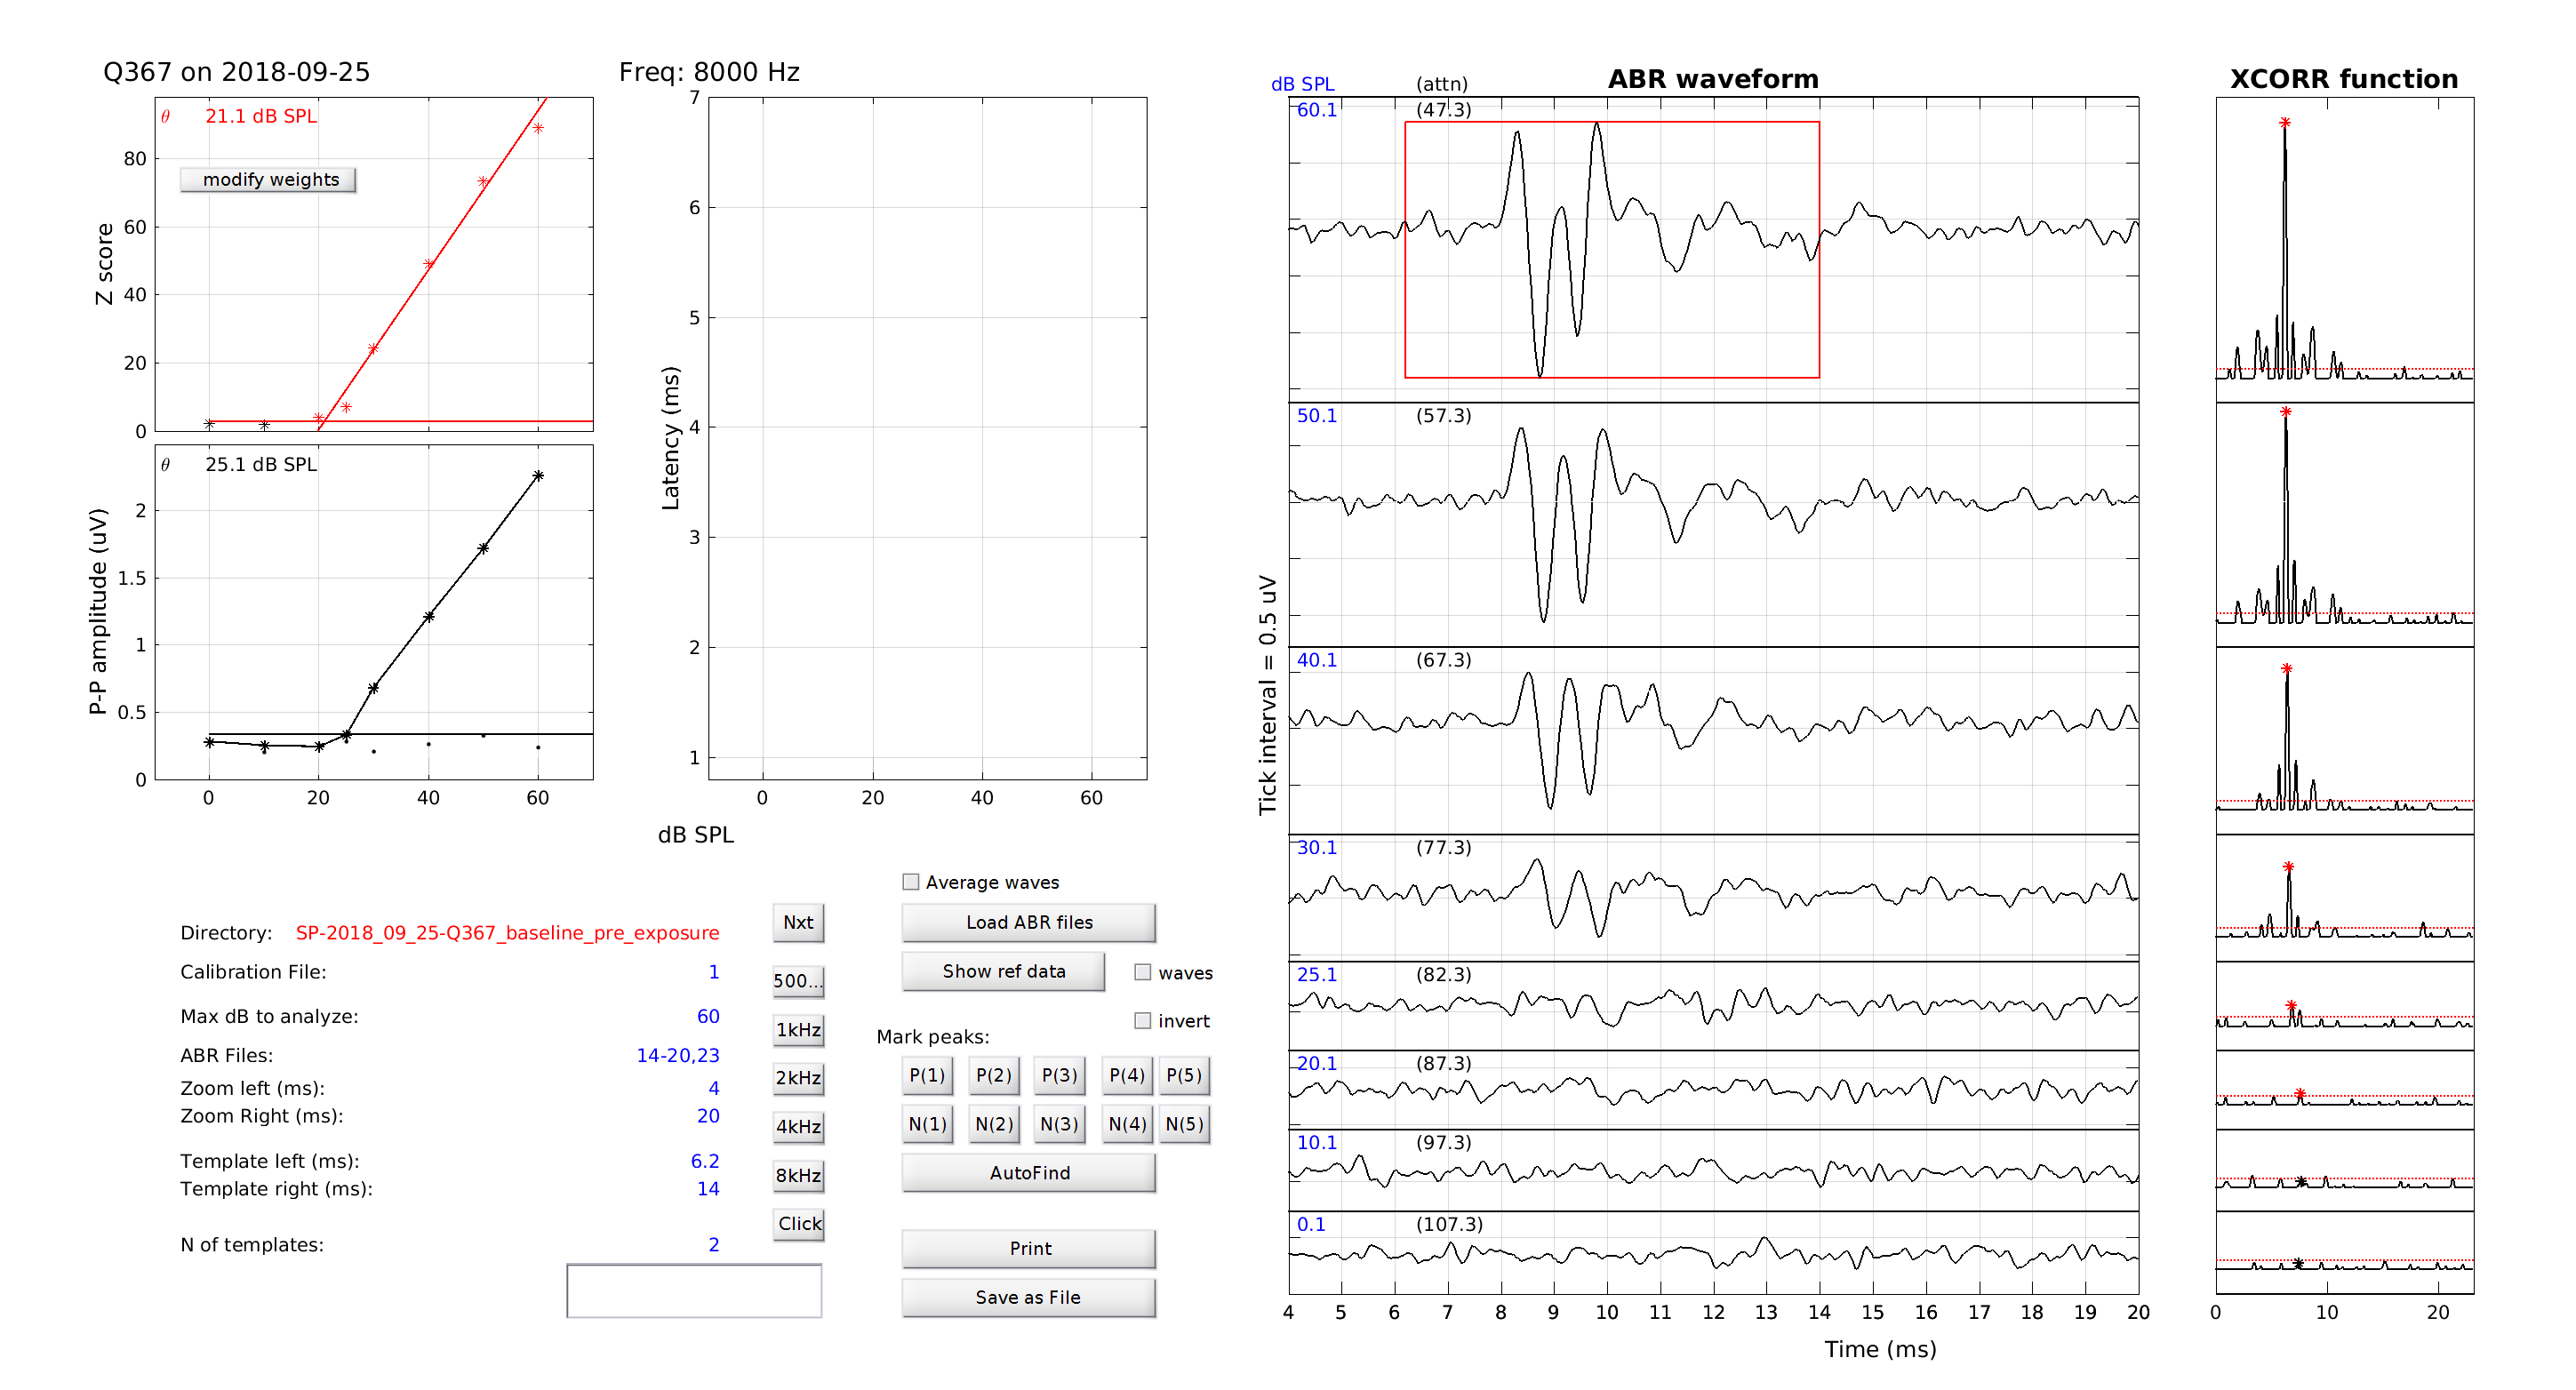 Q367 on 2018-09-25
Freq: 8000 Hz
θ 21.1 dB SPL
modify weights
Z score
80
60
40
20
0
θ 25.1 dB SPL
P-P amplitude (uV)
2
1.5
1
0.5
0
0 20 40 60
Latency (ms)
7
6
5
4
3
2
1
0 20 40 60
dB SPL
Directory: SP-2018_09_25-Q367_baseline_pre_exposure
Calibration File: 1
Max dB to analyze: 60
ABR Files: 14-20,23
Zoom left (ms): 4
Zoom Right (ms): 20
Template left (ms): 6.2
Template right (ms): 14
N of templates: 2
Nxt
500...
1kHz
2kHz
4kHz
8kHz
Click
Average waves
Load ABR files
Show ref data
waves
invert
Mark peaks:
P(1) P(2) P(3) P(4) P(5)
N(1) N(2) N(3) N(4) N(5)
AutoFind
Print
Save as File
dB SPL (attn) ABR waveform
Tick interval = 0.5 uV
60.1 (47.3)
50.1 (57.3)
40.1 (67.3)
30.1 (77.3)
25.1 (82.3)
20.1 (87.3)
10.1 (97.3)
0.1 (107.3)
4 5 6 7 8 9 10 11 12 13 14 15 16 17 18 19 20
Time (ms)
XCORR function
0 10 20